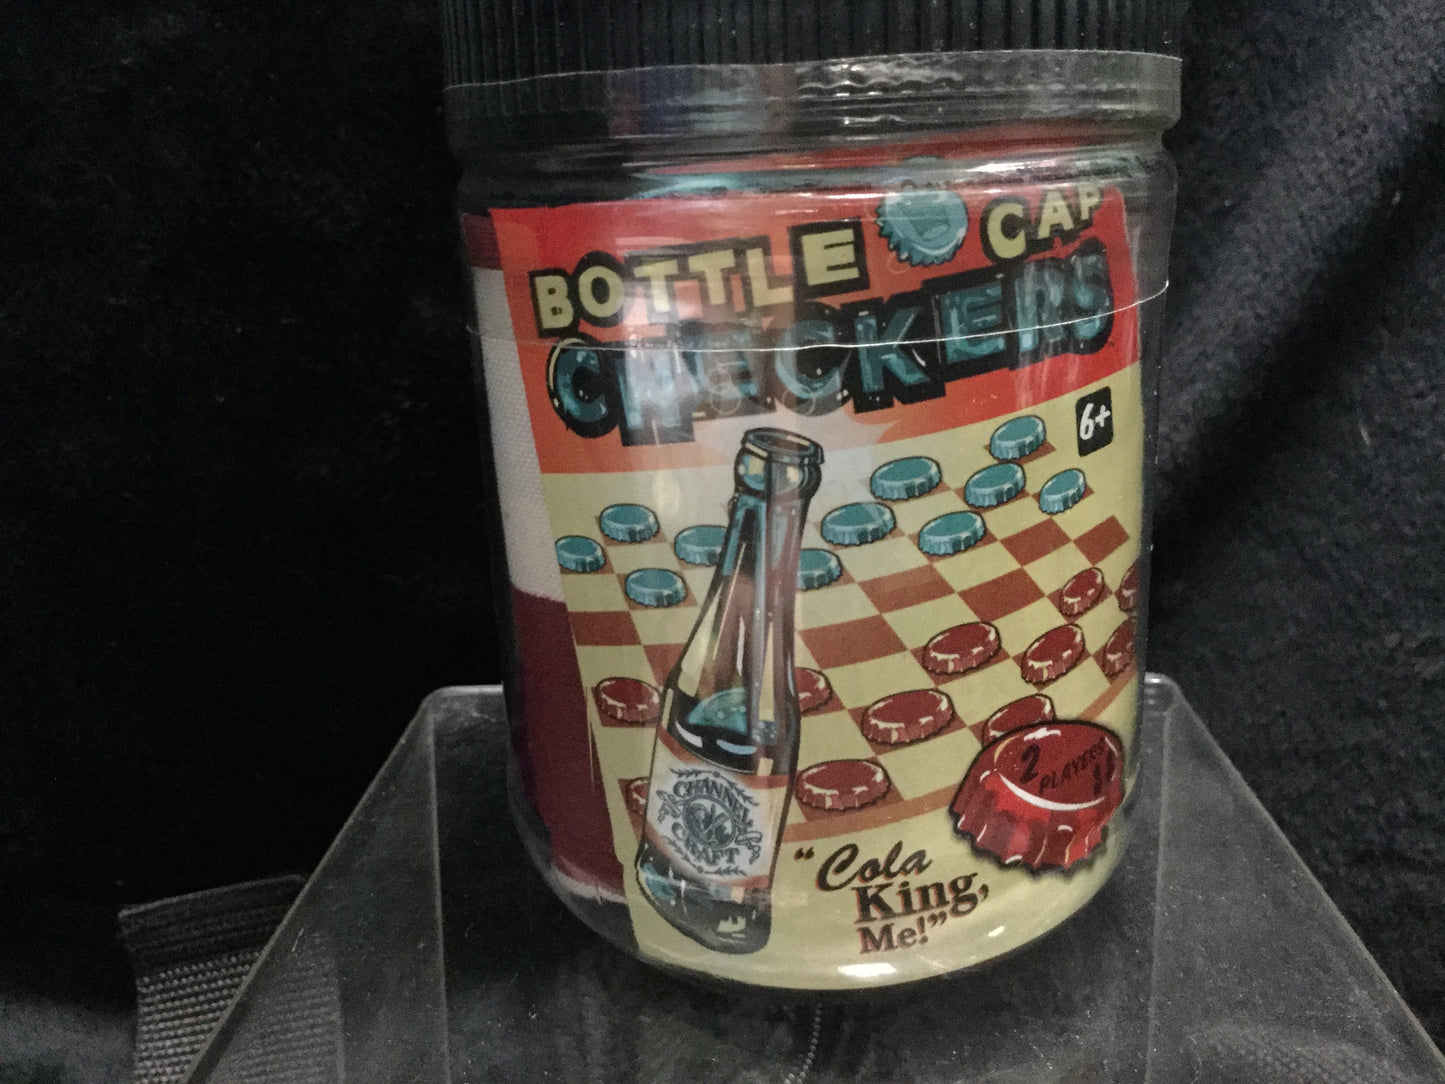 BOTTLE CAP
CHECKERS
6+
2
PLAYERS
CHANNEL
CRAFT
"Cola
King,
Me!"